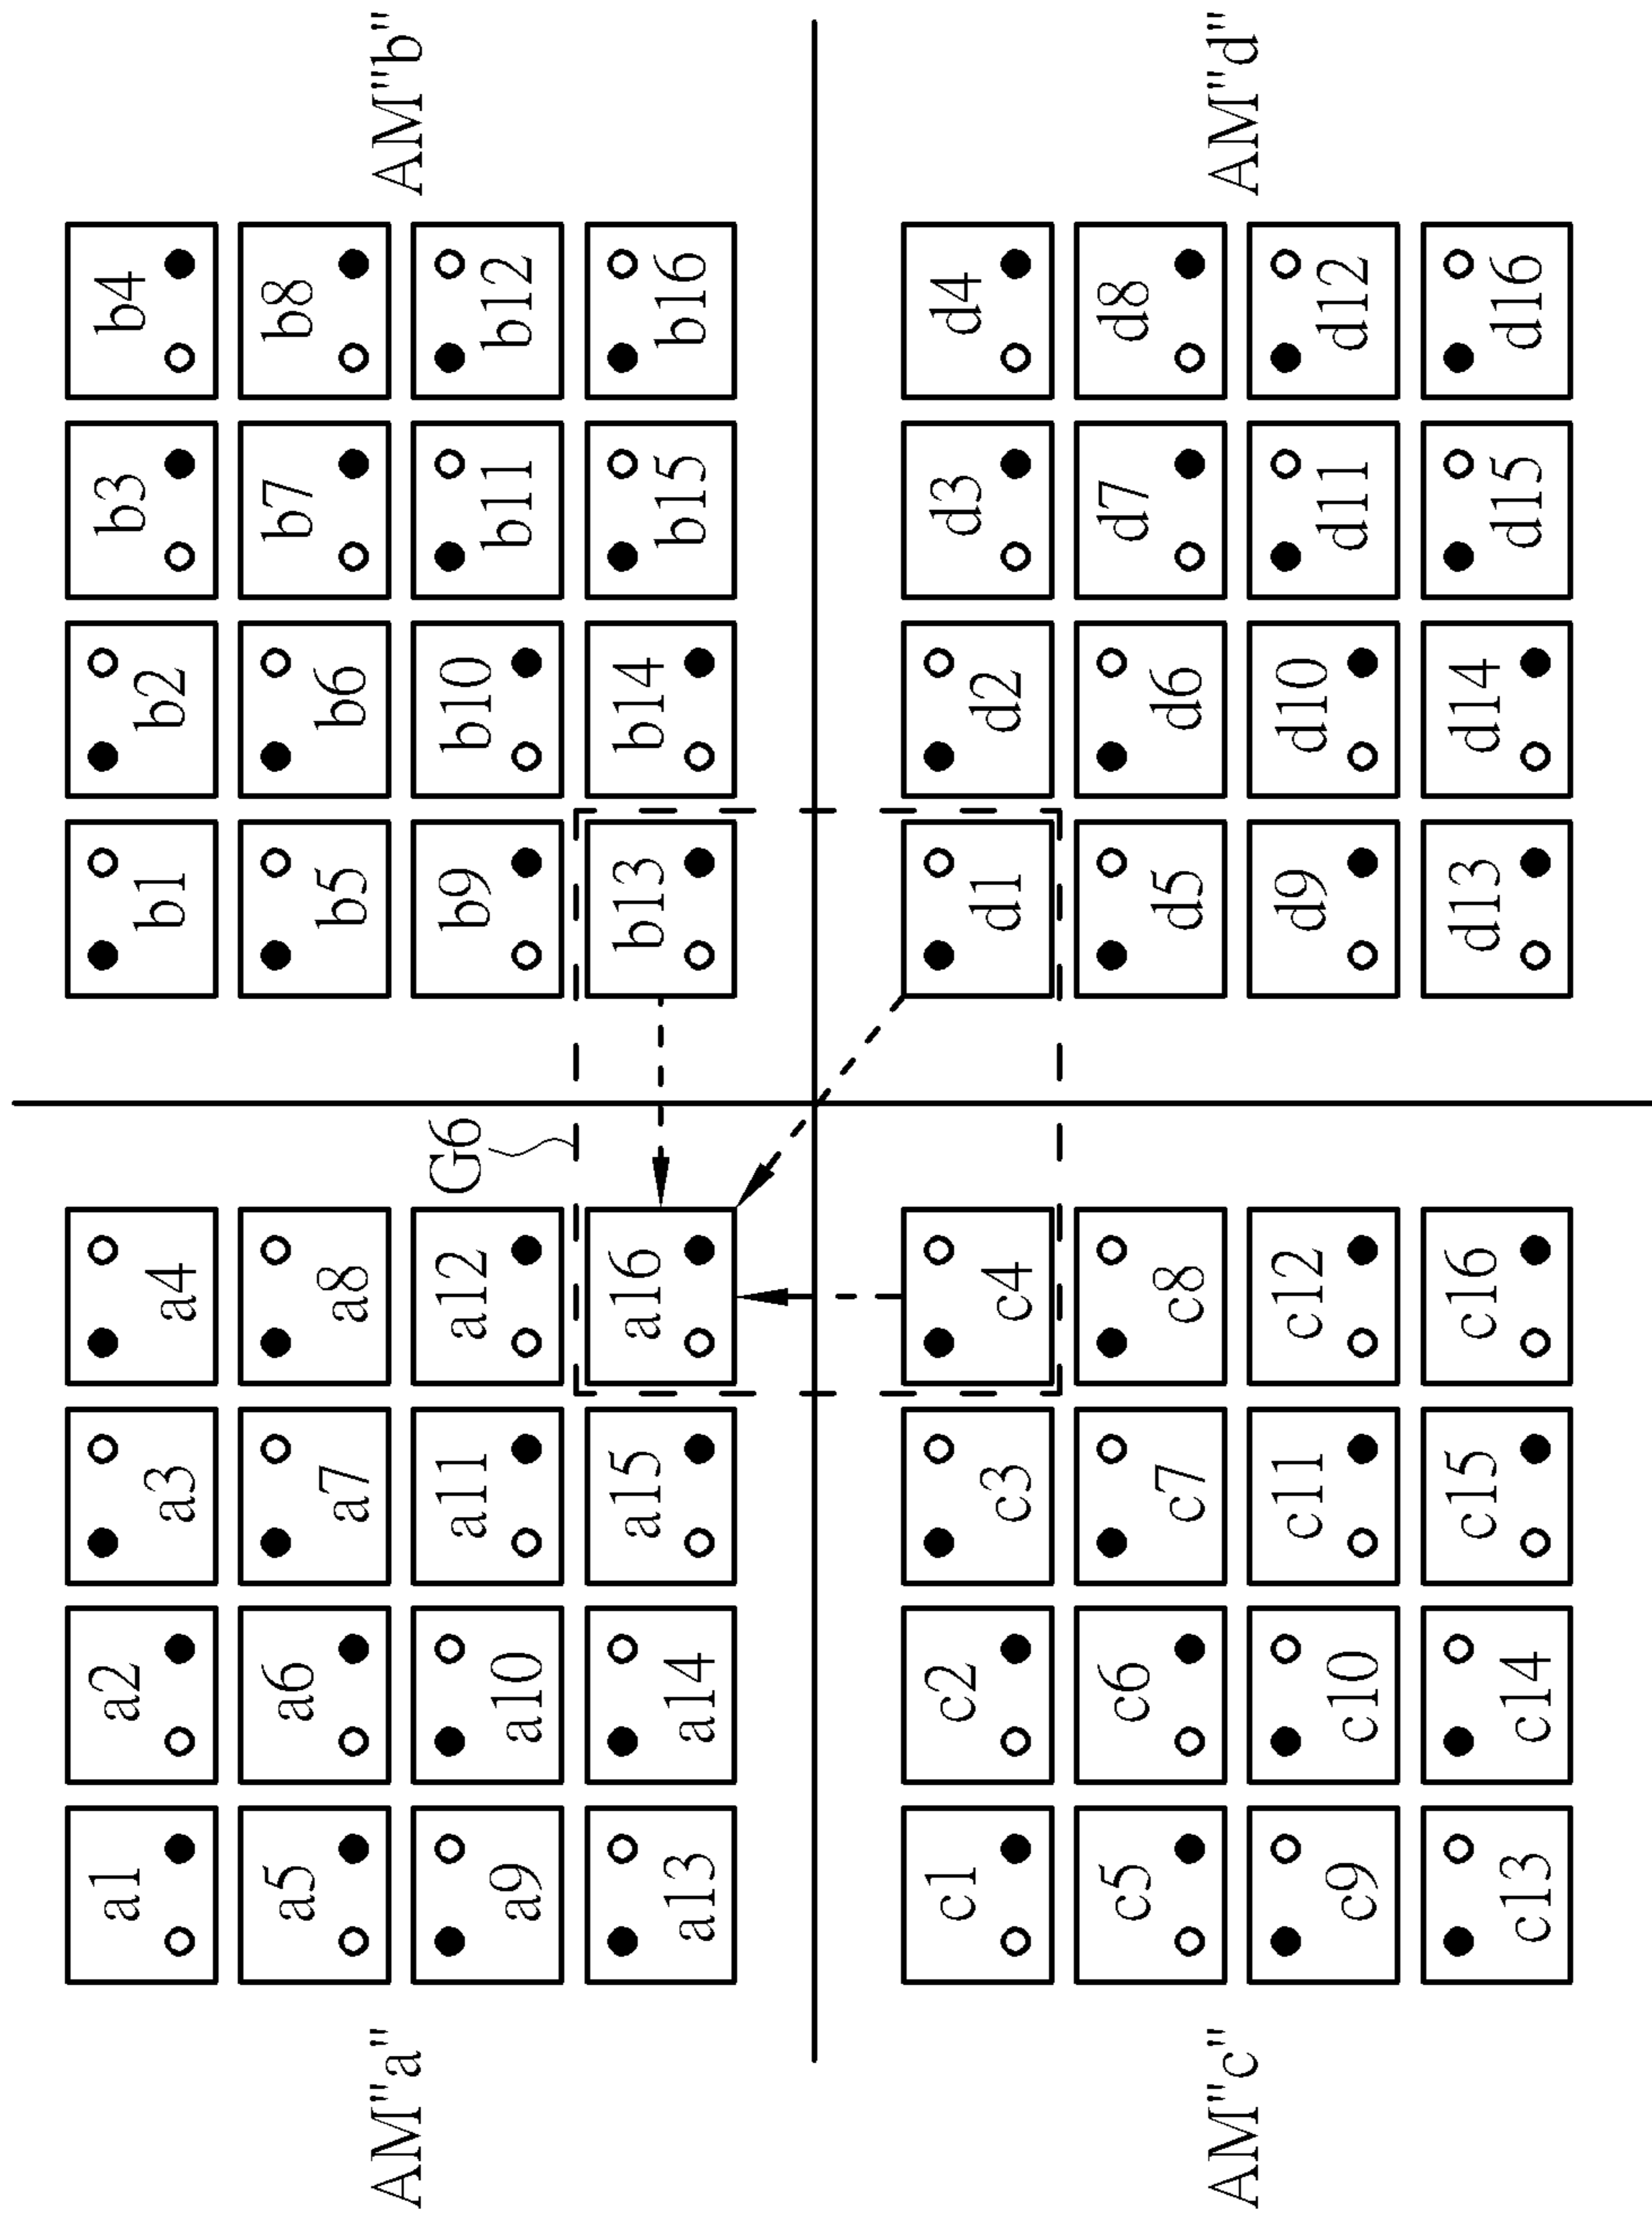 AM"a"
a1 a2 a3 a4
a5 a6 a7 a8
a9 a10 a11 a12
a13 a14 a15 a16
G6
AM"b"
b1 b2 b3 b4
b5 b6 b7 b8
b9 b10 b11 b12
b13 b14 b15 b16
AM"c"
c1 c2 c3 c4
c5 c6 c7 c8
c9 c10 c11 c12
c13 c14 c15 c16
AM"d"
d1 d2 d3 d4
d5 d6 d7 d8
d9 d10 d11 d12
d13 d14 d15 d16